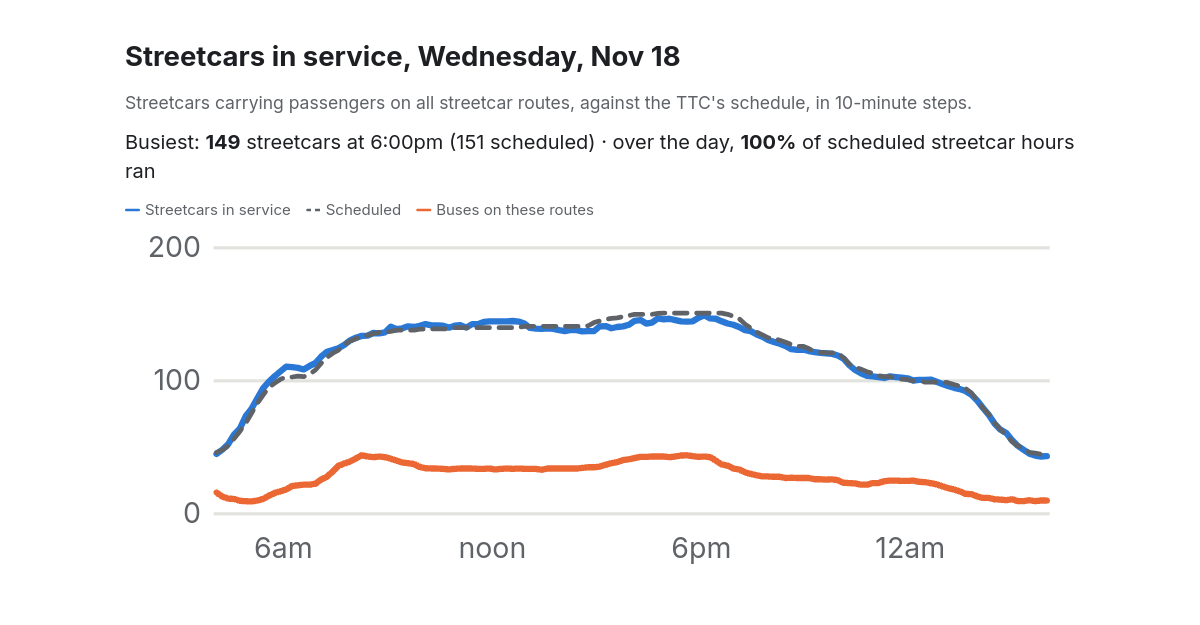 Streetcars in service, Wednesday, Nov 18
Streetcars carrying passengers on all streetcar routes, against the TTC's schedule, in 10-minute steps.
Busiest: 149 streetcars at 6:00pm (151 scheduled) · over the day, 100% of scheduled streetcar hours
ran
Streetcars in service Scheduled Buses on these routes
200
100
0
6am noon 6pm 12am